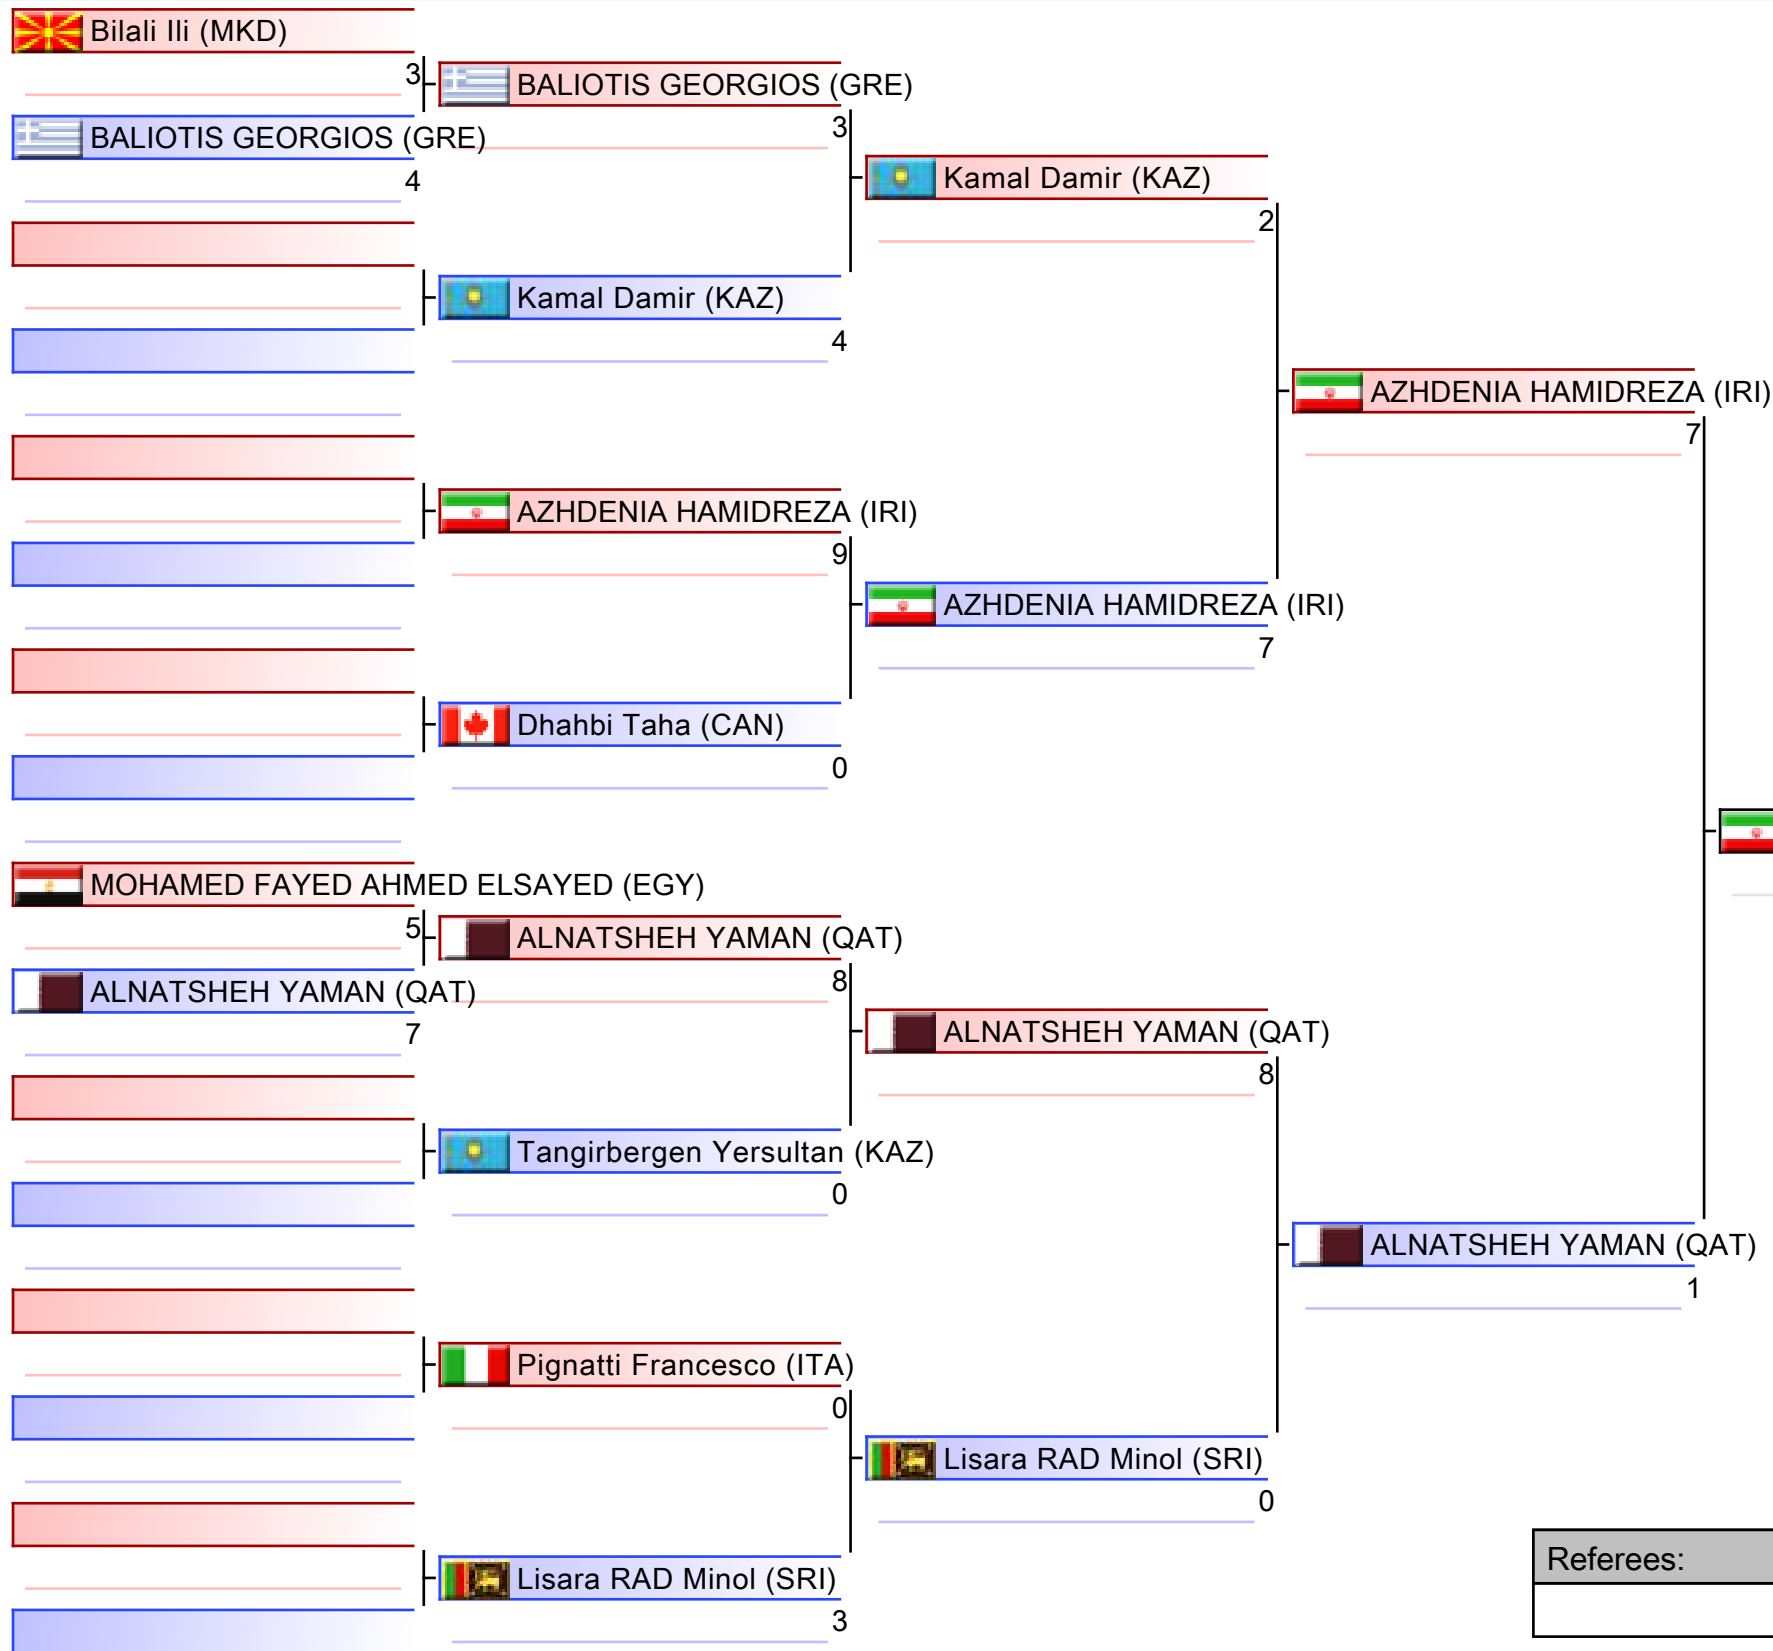 Bilali Ili (MKD)
3
BALIOTIS GEORGIOS (GRE)
BALIOTIS GEORGIOS (GRE)
3
4
Kamal Damir (KAZ)
2
Kamal Damir (KAZ)
4
AZHDENIA HAMIDREZA (IRI)
7
AZHDENIA HAMIDREZA (IRI)
9
AZHDENIA HAMIDREZA (IRI)
7
Dhahbi Taha (CAN)
0
MOHAMED FAYED AHMED ELSAYED (EGY)
5
ALNATSHEH YAMAN (QAT)
8
ALNATSHEH YAMAN (QAT)
7
ALNATSHEH YAMAN (QAT)
8
Tangirbergen Yersultan (KAZ)
0
ALNATSHEH YAMAN (QAT)
1
Pignatti Francesco (ITA)
0
Lisara RAD Minol (SRI)
0
Referees:
Lisara RAD Minol (SRI)
3